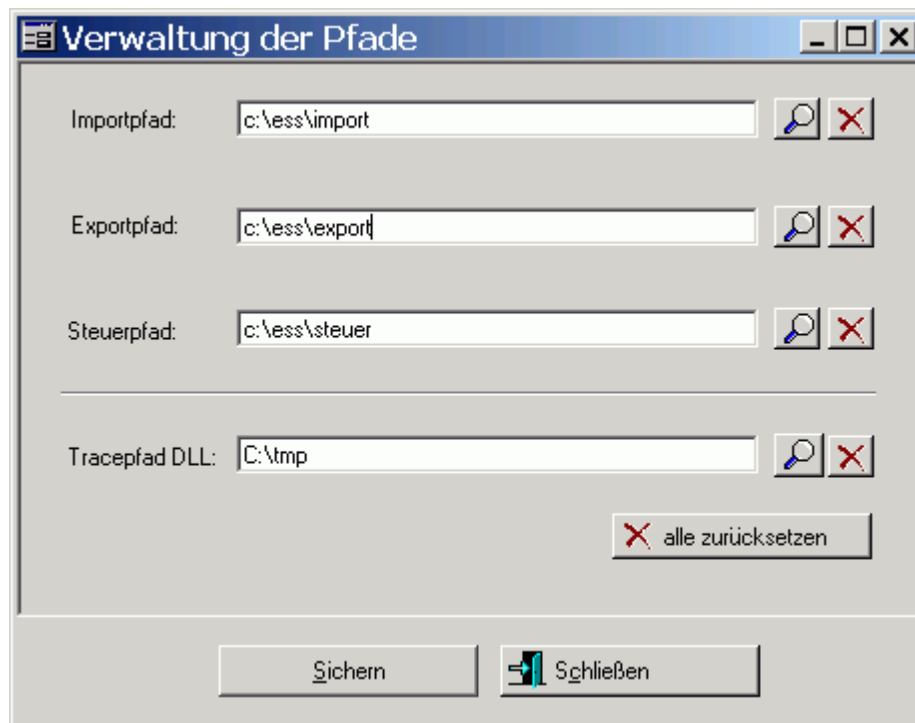 Verwaltung der Pfade
Importpfad: c:\ess\import
Exportpfad: c:\ess\export
Steuerpfad: c:\ess\steuer
Tracepfad DLL: C:\tmp
alle zurücksetzen
Sichern Schließen